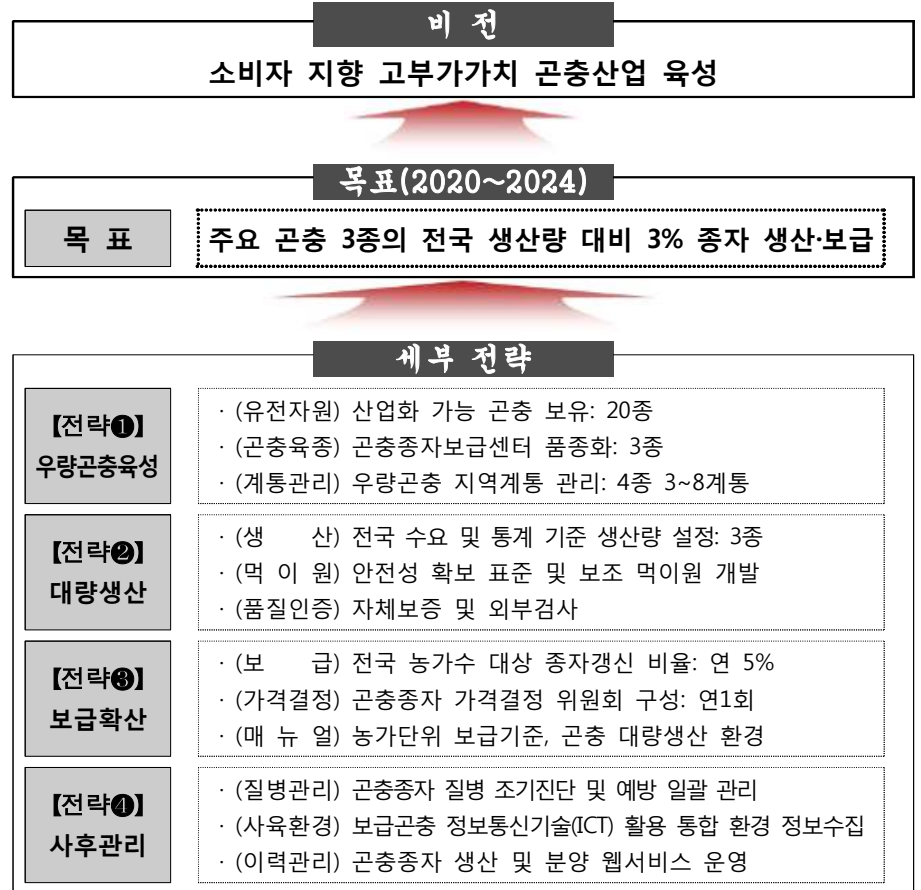 비 전
소비자 지향 고부가가치 곤충산업 육성
목표(2020~2024)
목 표
주요 곤충 3종의 전국 생산량 대비 3% 종자 생산·보급
세부 전략
【전략❶】
우량곤충육성
· (유전자원) 산업화 가능 곤충 보유: 20종
· (곤충육종) 곤충종자보급센터 품종화: 3종
· (계통관리) 우량곤충 지역계통 관리: 4종 3~8계통
【전략❷】
대량생산
· (생 산) 전국 수요 및 통계 기준 생산량 설정: 3종
· (먹 이 원) 안전성 확보 표준 및 보조 먹이원 개발
· (품질인증) 자체보증 및 외부검사
【전략❸】
보급확산
· (보 급) 전국 농가수 대상 종자갱신 비율: 연 5%
· (가격결정) 곤충종자 가격결정 위원회 구성: 연1회
· (매 뉴 얼) 농가단위 보급기준, 곤충 대량생산 환경
【전략❹】
사후관리
· (질병관리) 곤충종자 질병 조기진단 및 예방 일괄 관리
· (사육환경) 보급곤충 정보통신기술(ICT) 활용 통합 환경 정보수집
· (이력관리) 곤충종자 생산 및 분양 웹서비스 운영